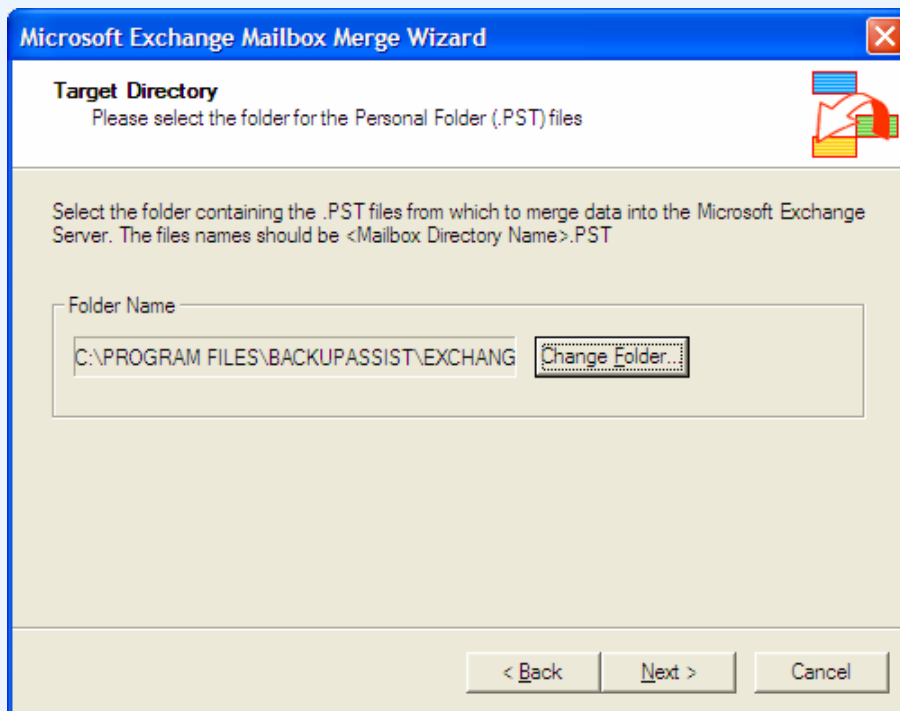 Microsoft Exchange Mailbox Merge Wizard
Target Directory
Please select the folder for the Personal Folder (.PST) files
Select the folder containing the .PST files from which to merge data into the Microsoft Exchange
Server. The files names should be <Mailbox Directory Name>.PST
Folder Name
C:\PROGRAM FILES\BACKUPASSIST\EXCHANG
Change Folder...
< Back
Next >
Cancel